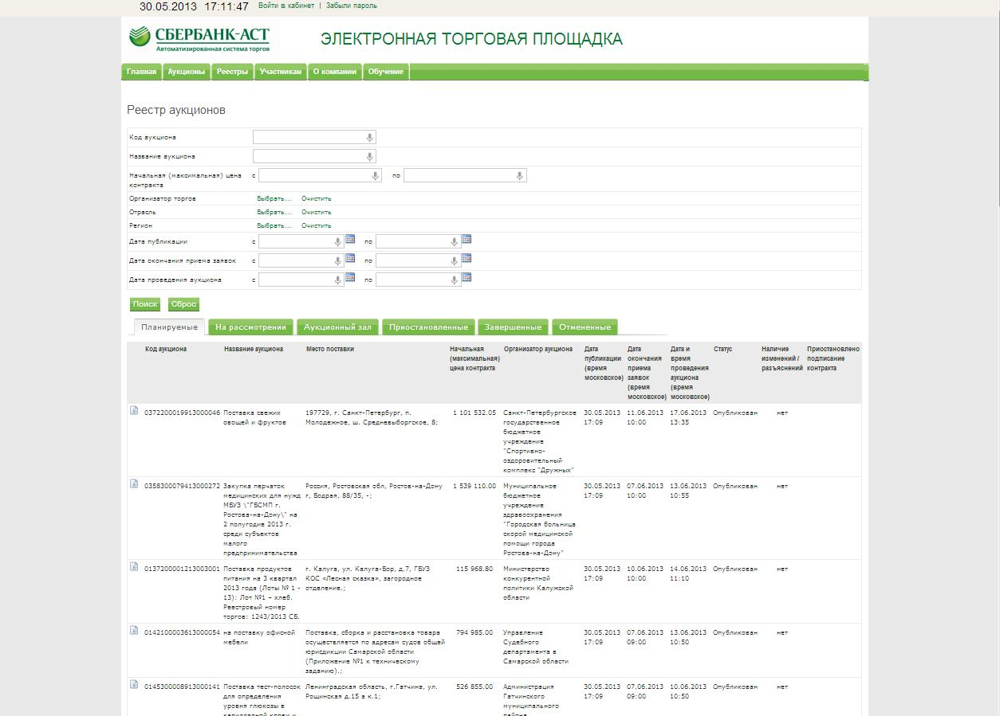 30.05.2013 17:11:47 Войти в кабинет | Забыли пароль
СБЕРБАНК-АСТ
Автоматизированная система торгов
ЭЛЕКТРОННАЯ ТОРГОВАЯ ПЛОЩАДКА
Главная Аукционы Реестры Участникам О компании Обучение
Реестр аукционов
Код аукциона
Название аукциона
Начальная (максимальная) цена
контракта
с по
Организатор торгов Выбрать... Очистить
Отрасль Выбрать... Очистить
Регион Выбрать... Очистить
Дата публикации с по
Дата окончания приема заявок с по
Дата проведения аукциона с по
Поиск Сброс
Планируемые На рассмотрении Аукционный зал Приостановленные Завершенные Отмененные
Код аукциона
Название аукциона
Место поставки
Начальная
(максимальная)
цена контракта
Организатор аукциона
Дата
публикации
(время
московское)
Дата
окончания
приема
заявок
(время
московское)
Дата и
время
проведения
аукциона
(время
московское)
Статус
Наличие
изменений /
разъяснений
Приостановлено
подписание
контракта
0372200019913000046
Поставка свежих
овощей и фруктов
197729, г. Санкт-Петербург, п.
Молодежное, ш. Средневыборгское, 8;
1 101 532.05
Санкт-Петербургское
государственное
бюджетное
учреждение
"Спортивно-
оздоровительный
комплекс "Дружных"
30.05.2013
17:09
11.06.2013
10:00
17.06.2013
13:35
Опубликован
нет
0358300079413000272
Закупка перчаток
медицинских для нужд
МБУЗ \"ГБСМП г.
Ростова-на-Дону\" на
2 полугодие 2013 г.
среди субъектов
малого
предпринимательства
Россия, Ростовская обл, Ростов-на-Дону
г, Бодрая, 88/35, -;
1 539 110.00
Муниципальное
бюджетное
учреждение
здравоохранения
"Городская больница
скорой медицинской
помощи города
Ростова-на-Дону"
30.05.2013
17:09
07.06.2013
10:00
13.06.2013
10:55
Опубликован
нет
0137200001213003001
Поставка продуктов
питания на 3 квартал
2013 года (Лоты № 1 -
13): Лот №1 – хлеб.
Реестровый номер
торгов: 1243/2013 СБ.
г. Калуга, ул. Калуга-Бор, д.7, ГБУЗ
КОС «Лесная сказка», загородное
отделение.;
115 968.80
Министерство
конкурентной
политики Калужской
области
30.05.2013
17:09
10.06.2013
10:00
14.06.2013
11:10
Опубликован
нет
0142100003613000054
на поставку офисной
мебели
Поставка, сборка и расстановка товара
осуществляется по адресам судов общей
юрисдикции Самарской области
(Приложение №1 к техническому
заданию).;
794 985.00
Управление
Судебного
департамента в
Самарской области
30.05.2013
17:09
07.06.2013
09:00
13.06.2013
10:50
Опубликован
нет
0145300008913000141
Поставка тест-полосок
для определения
уровня глюкозы в
капиллярной крови и
Ленинградская область, г.Гатчина, ул.
Рощинская д.15 а к.1;
526 855.00
Администрация
Гатчинского
муниципального
района
30.05.2013
17:09
07.06.2013
09:00
10.06.2013
10:50
Опубликован
нет